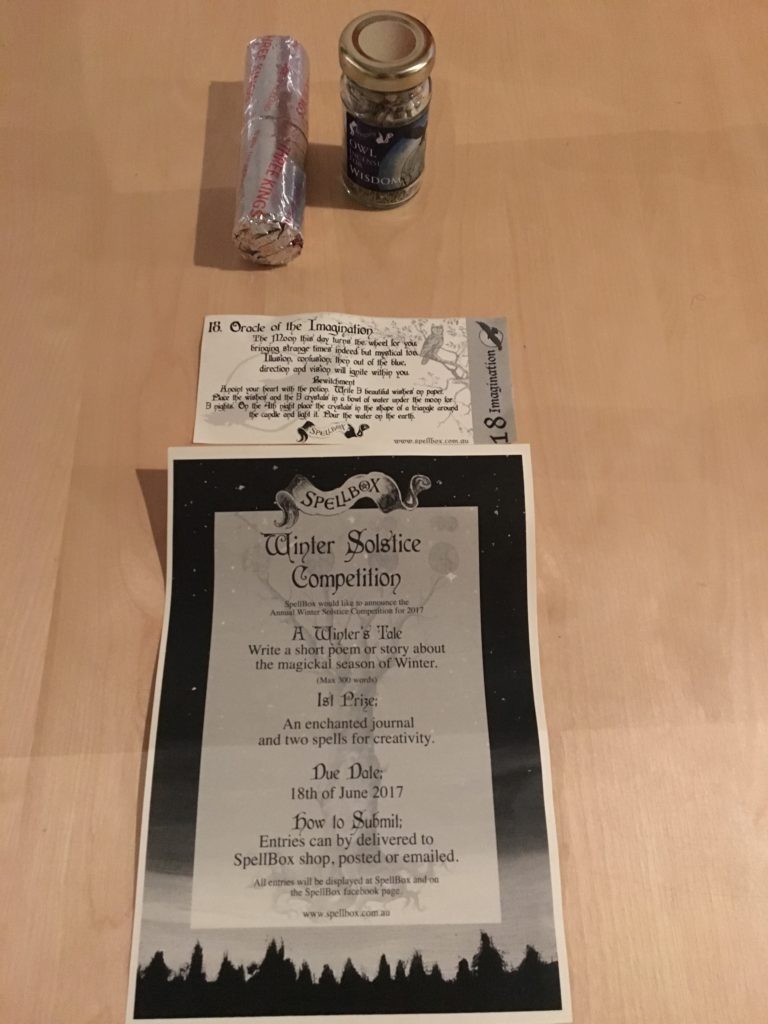 THREE KINGS
OWL
INCENSE
FOR
WISDOM
18. Oracle of the Imagination
The Moon this day turns the wheel for you,
bringing strange times indeed but mystical too.
Illusion, confusion, then out of the blue,
direction and vision will ignite within you.
Bewitchment
Anoint your heart with the potion. Write 3 beautiful wishes on paper.
Place the wishes and the 3 crystals in a bowl of water under the moon for
3 nights. On the 4th night place the crystals in the shape of a triangle around
the candle and light it. Pour the water on the earth.
SPELLBOX
www.spellbox.com.au
18 Imagination
SPELLBOX
Winter Solstice
Competition
SpellBox would like to announce the
Annual Winter Solstice Competition for 2017
A Winter's Tale
Write a short poem or story about
the magickal season of Winter.
(Max 300 words)
1st Prize:
An enchanted journal
and two spells for creativity.
Due Date:
18th of June 2017
How to Submit:
Entries can by delivered to
SpellBox shop, posted or emailed.
All entries will be displayed at SpellBox and on
the SpellBox facebook page.
www.spellbox.com.au